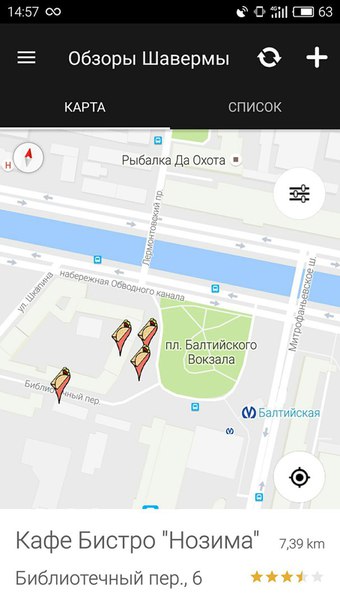 14:57
4G
63
Обзоры Шавермы
КАРТА
СПИСОК
Н
Рыбалка Да Охота
Лермонтовский пр.
Митрофаньевское ш.
ул. Шкапина
набережная Обводного канала
пл. Балтийского
Вокзала
Библиотечный пер.
Балтийская
Кафе Бистро "Нозима"
7,39 km
Библиотечный пер., 6